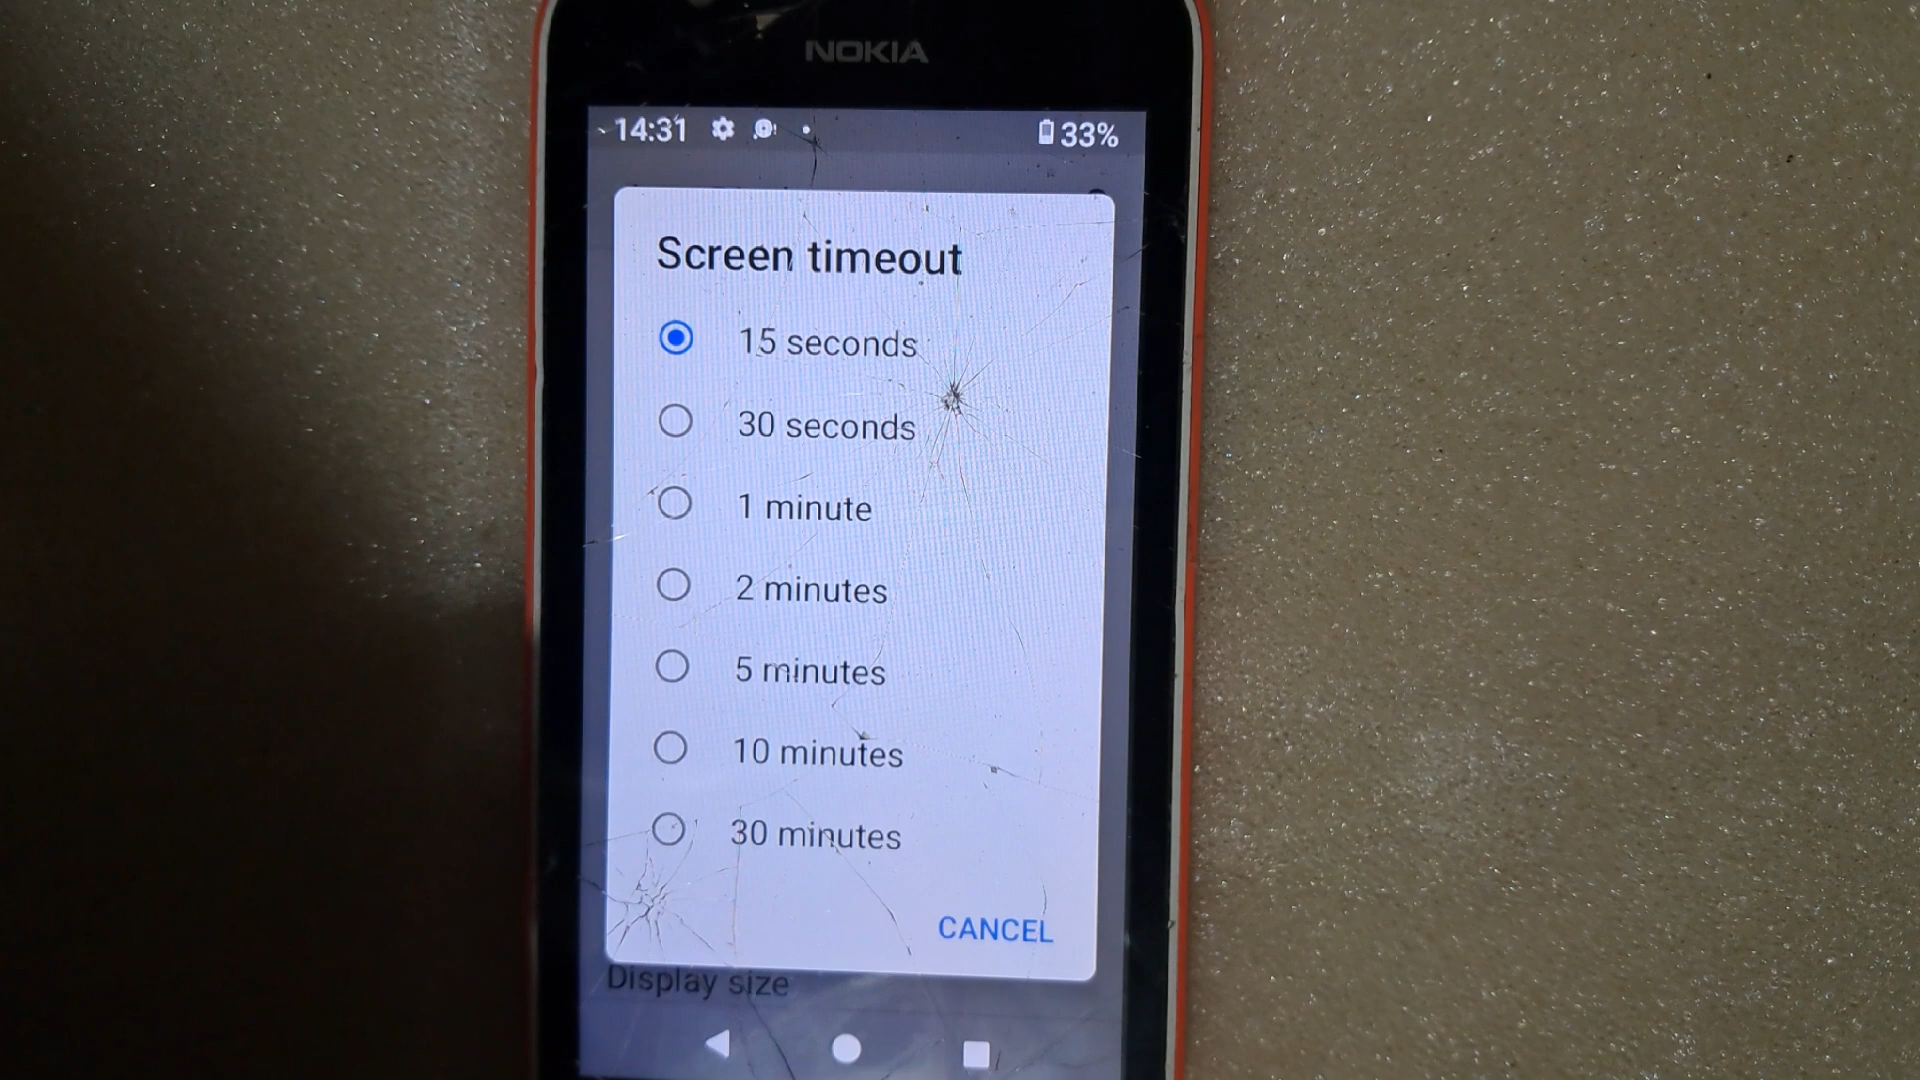 NOKIA
14:31 33%
Screen timeout
15 seconds
30 seconds
1 minute
2 minutes
5 minutes
10 minutes
30 minutes
CANCEL
Display size